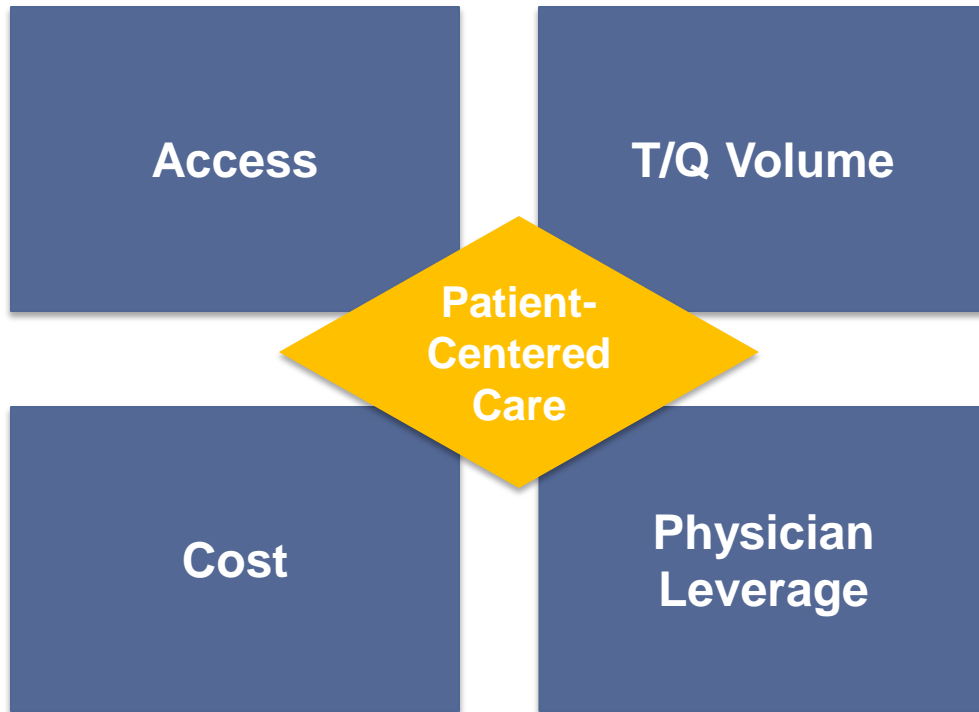 Access
T/Q Volume
Patient-
Centered
Care
Cost
Physician
Leverage